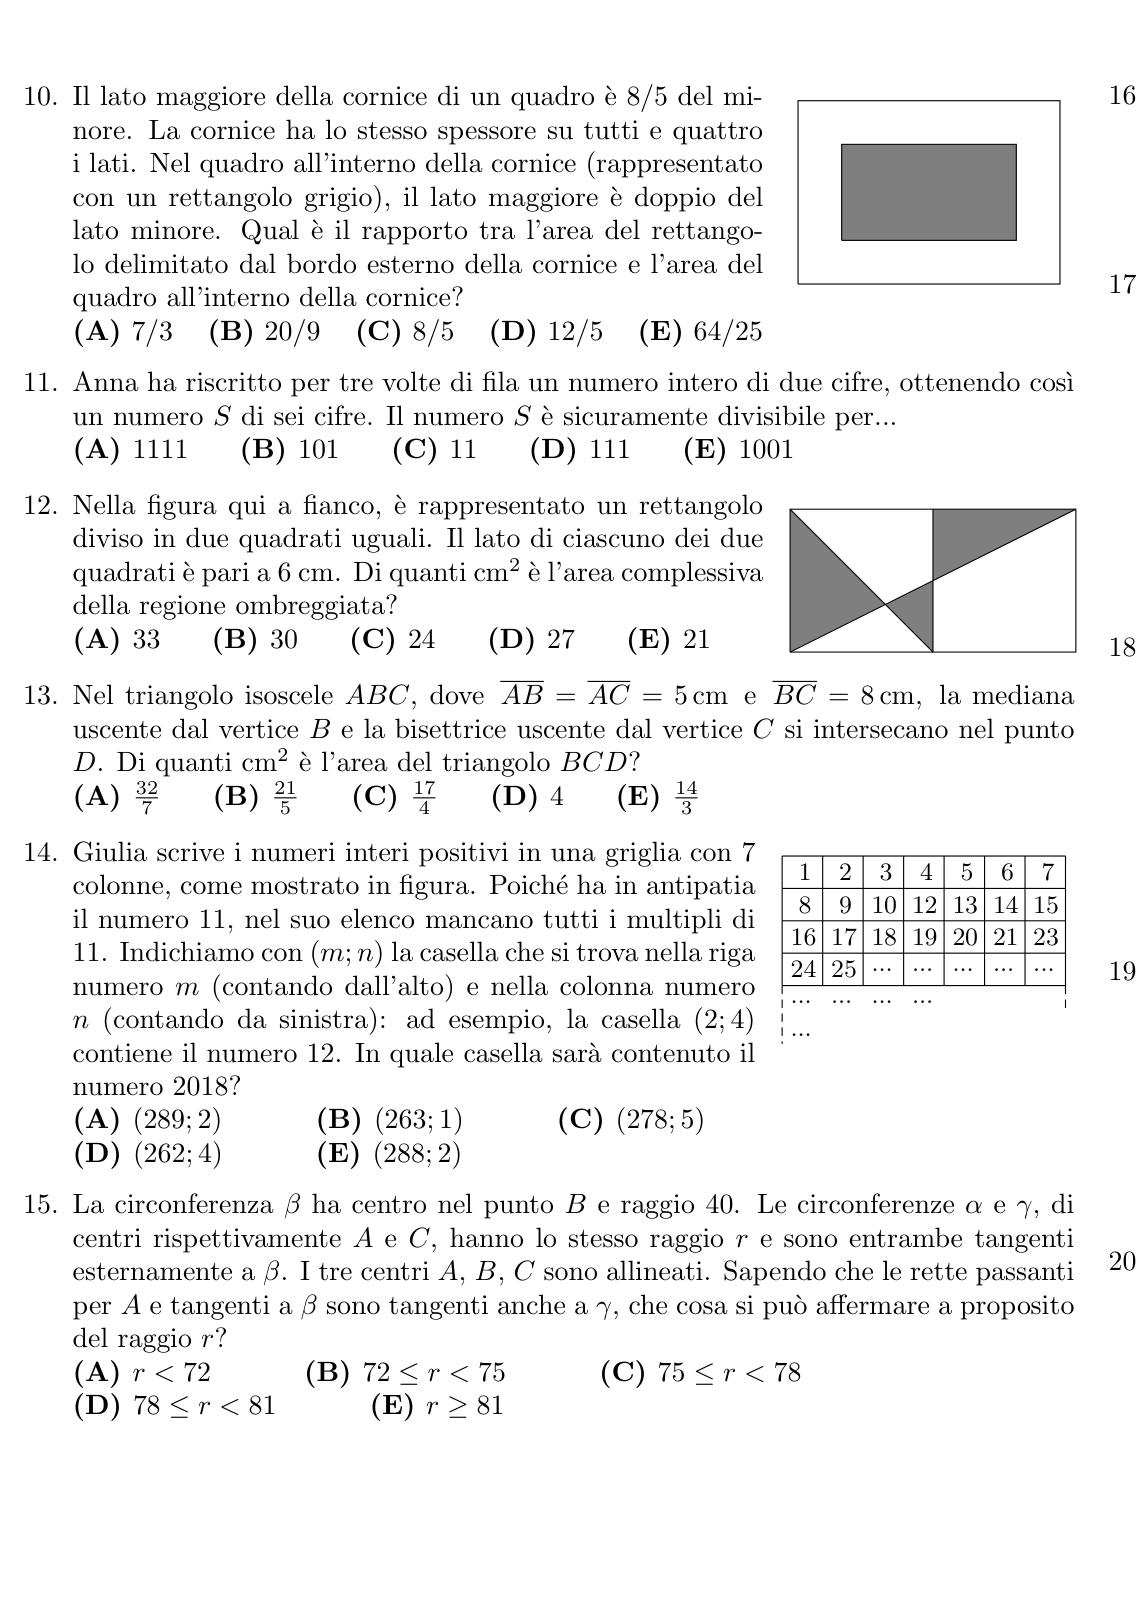 10. Il lato maggiore della cornice di un quadro è 8/5 del mi-
nore. La cornice ha lo stesso spessore su tutti e quattro
i lati. Nel quadro all'interno della cornice (rappresentato
con un rettangolo grigio), il lato maggiore è doppio del
lato minore. Qual è il rapporto tra l'area del rettango-
lo delimitato dal bordo esterno della cornice e l'area del
quadro all'interno della cornice?
(A) 7/3 (B) 20/9 (C) 8/5 (D) 12/5 (E) 64/25
11. Anna ha riscritto per tre volte di fila un numero intero di due cifre, ottenendo così
un numero S di sei cifre. Il numero S è sicuramente divisibile per...
(A) 1111 (B) 101 (C) 11 (D) 111 (E) 1001
12. Nella figura qui a fianco, è rappresentato un rettangolo
diviso in due quadrati uguali. Il lato di ciascuno dei due
quadrati è pari a 6 cm. Di quanti cm² è l'area complessiva
della regione ombreggiata?
(A) 33 (B) 30 (C) 24 (D) 27 (E) 21
13. Nel triangolo isoscele ABC, dove \overline{AB} = \overline{AC} = 5 cm e \overline{BC} = 8 cm, la mediana
uscente dal vertice B e la bisettrice uscente dal vertice C si intersecano nel punto
D. Di quanti cm² è l'area del triangolo BCD?
(A) 32/7 (B) 21/5 (C) 17/4 (D) 4 (E) 14/3
14. Giulia scrive i numeri interi positivi in una griglia con 7
colonne, come mostrato in figura. Poiché ha in antipatia
il numero 11, nel suo elenco mancano tutti i multipli di
11. Indichiamo con (m; n) la casella che si trova nella riga
numero m (contando dall'alto) e nella colonna numero
n (contando da sinistra): ad esempio, la casella (2; 4)
contiene il numero 12. In quale casella sarà contenuto il
numero 2018?
(A) (289; 2) (B) (263; 1) (C) (278; 5)
(D) (262; 4) (E) (288; 2)
1 2 3 4 5 6 7
8 9 10 12 13 14 15
16 17 18 19 20 21 23
24 25 ... ... ... ... ...
... ... ... ...
...
15. La circonferenza β ha centro nel punto B e raggio 40. Le circonferenze α e γ, di
centri rispettivamente A e C, hanno lo stesso raggio r e sono entrambe tangenti
esternamente a β. I tre centri A, B, C sono allineati. Sapendo che le rette passanti
per A e tangenti a β sono tangenti anche a γ, che cosa si può affermare a proposito
del raggio r?
(A) r < 72 (B) 72 ≤ r < 75 (C) 75 ≤ r < 78
(D) 78 ≤ r < 81 (E) r ≥ 81
16
17
18
19
20